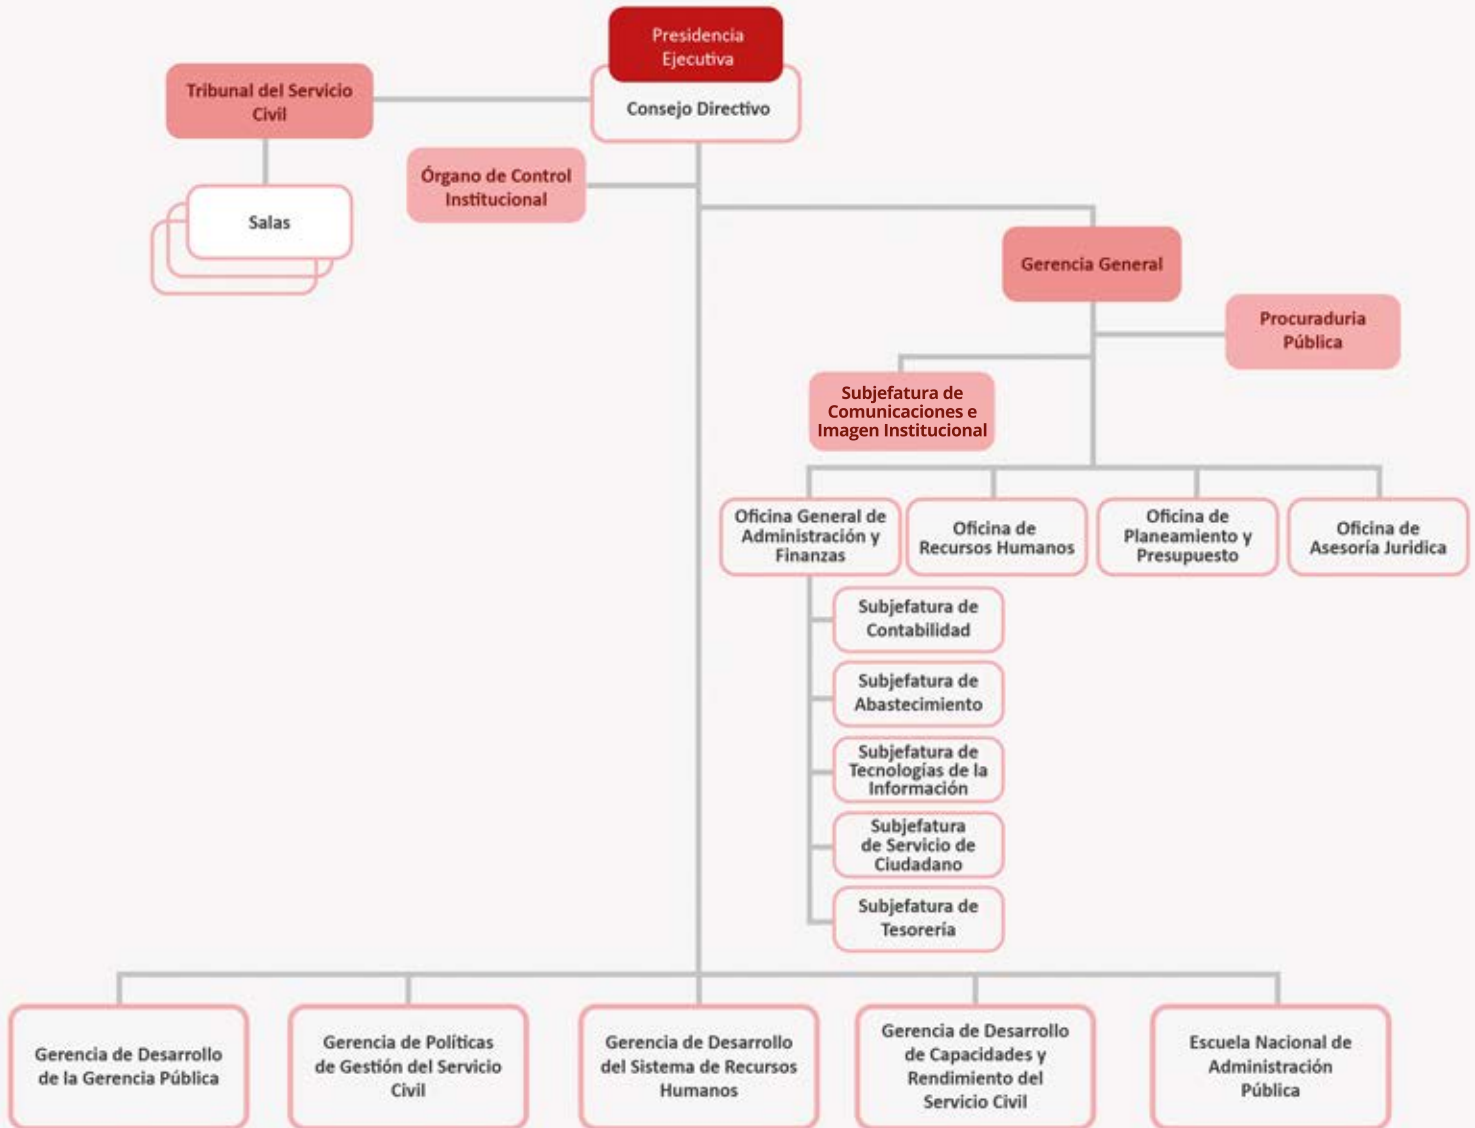 Presidencia
Ejecutiva
Consejo Directivo
Tribunal del Servicio
Civil
Salas
Órgano de Control
Institucional
Gerencia General
Procuraduria
Pública
Subjefatura de
Comunicaciones e
Imagen Institucional
Oficina General de
Administración y
Finanzas
Oficina de
Recursos Humanos
Oficina de
Planeamiento y
Presupuesto
Oficina de
Asesoría Juridica
Subjefatura de
Contabilidad
Subjefatura de
Abastecimiento
Subjefatura de
Tecnologías de la
Información
Subjefatura
de Servicio de
Ciudadano
Subjefatura de
Tesorería
Gerencia de Desarrollo
de la Gerencia Pública
Gerencia de Políticas
de Gestión del Servicio
Civil
Gerencia de Desarrollo
del Sistema de Recursos
Humanos
Gerencia de Desarrollo
de Capacidades y
Rendimiento del
Servicio Civil
Escuela Nacional de
Administración
Pública